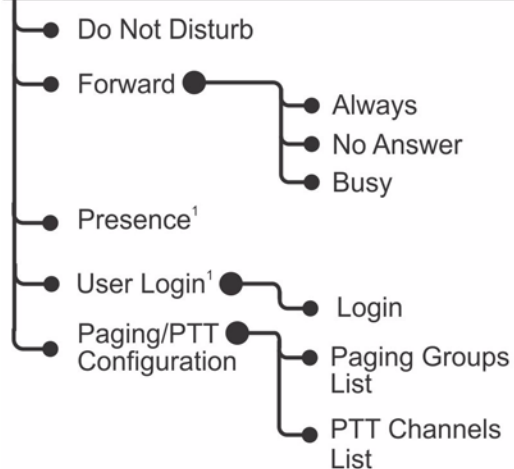 Do Not Disturb
Forward
Always
No Answer
Busy
Presence¹
User Login¹
Login
Paging/PTT
Configuration
Paging Groups
List
PTT Channels
List